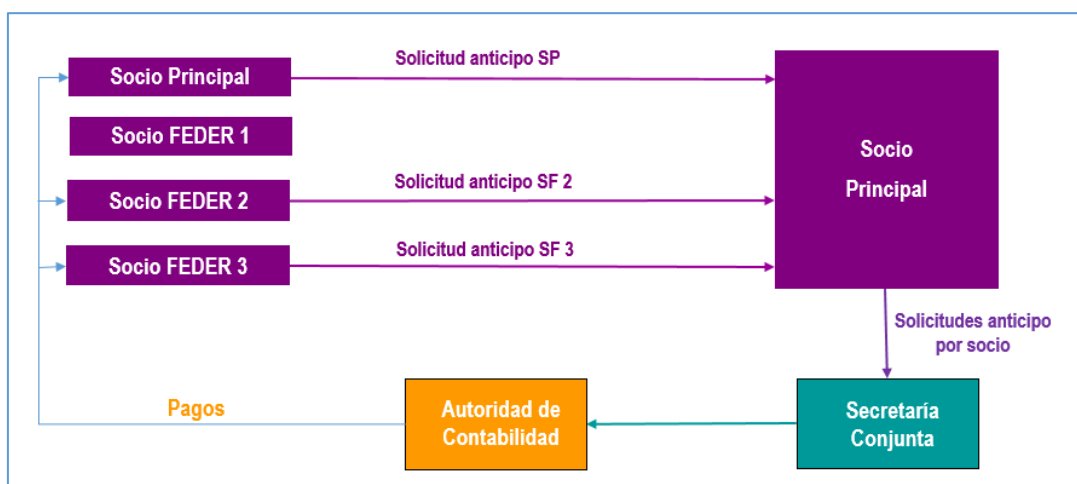 Solicitud anticipo SP
Socio Principal
Socio FEDER 1
Solicitud anticipo SF 2
Socio FEDER 2
Solicitud anticipo SF 3
Socio FEDER 3
Socio
Principal
Solicitudes anticipo
por socio
Pagos
Autoridad de
Contabilidad
Secretaría
Conjunta